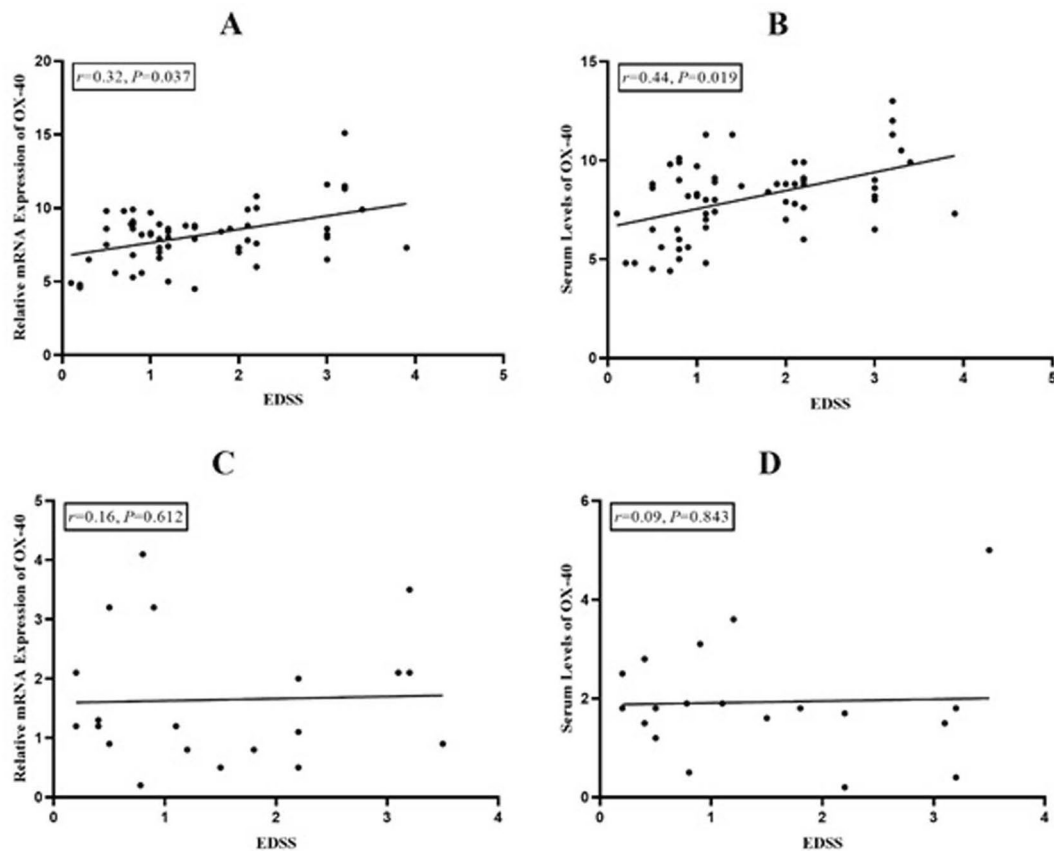 A
Relative mRNA Expression of OX-40
r=0.32, P=0.037
20
15
10
5
0
0 1 2 3 4 5
EDSS
B
Serum Levels of OX-40
r=0.44, P=0.019
15
10
5
0
0 1 2 3 4 5
EDSS
C
Relative mRNA Expression of OX-40
r=0.16, P=0.612
5
4
3
2
1
0
0 1 2 3 4
EDSS
D
Serum Levels of OX-40
r=0.09, P=0.843
6
4
2
0
0 1 2 3 4
EDSS